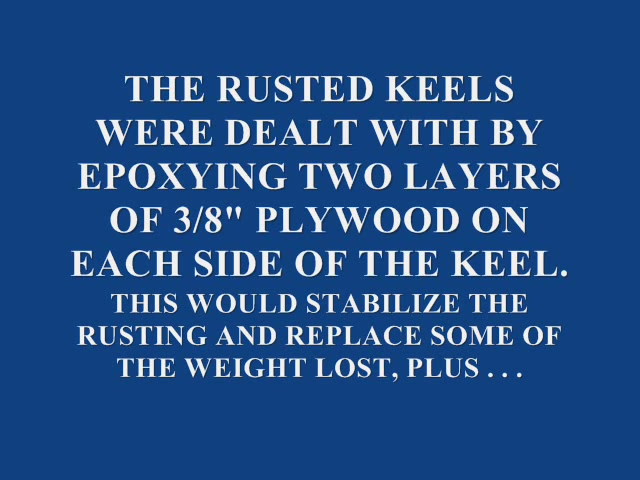 THE RUSTED KEELS
WERE DEALT WITH BY
EPOXYING TWO LAYERS
OF 3/8" PLYWOOD ON
EACH SIDE OF THE KEEL.
THIS WOULD STABILIZE THE
RUSTING AND REPLACE SOME OF
THE WEIGHT LOST, PLUS . . .